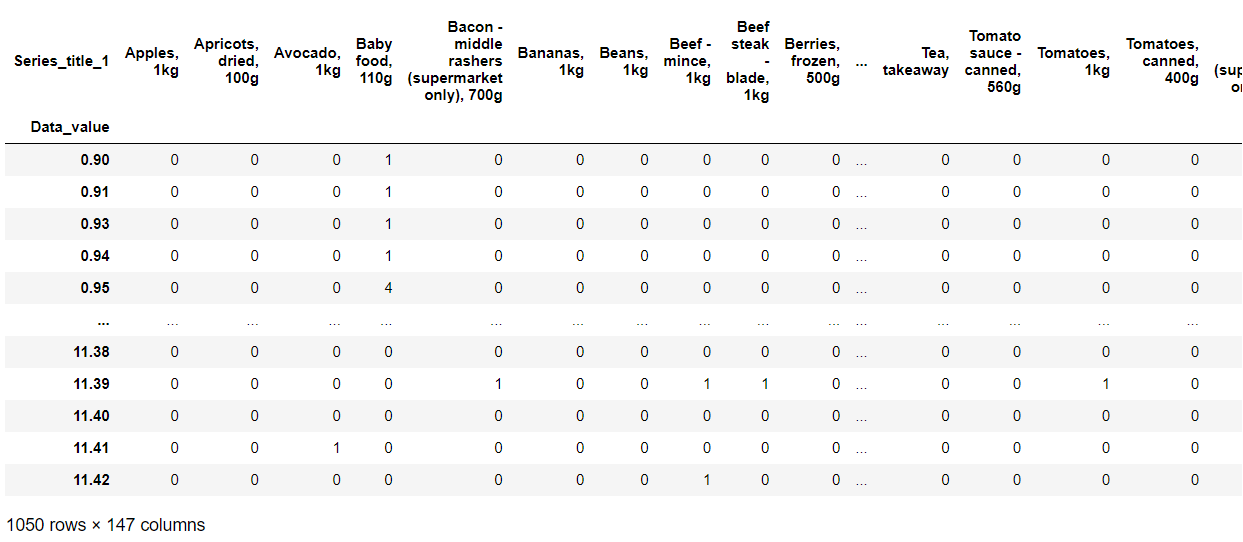 Series_title_1 Apples, 1kg Apricots, dried, 100g Avocado, 1kg Baby food, 110g Bacon - middle rashers (supermarket only), 700g Bananas, 1kg Beans, 1kg Beef - mince, 1kg Beef steak - blade, 1kg Berries, frozen, 500g ... Tea, takeaway Tomato sauce - canned, 560g Tomatoes, 1kg Tomatoes, canned, 400g
Data_value
0.90 0 0 0 1 0 0 0 0 0 0 ... 0 0 0 0
0.91 0 0 0 1 0 0 0 0 0 0 ... 0 0 0 0
0.93 0 0 0 1 0 0 0 0 0 0 ... 0 0 0 0
0.94 0 0 0 1 0 0 0 0 0 0 ... 0 0 0 0
0.95 0 0 0 4 0 0 0 0 0 0 ... 0 0 0 0
... ... ... ... ... ... ... ... ... ... ... ... ... ... ... ...
11.38 0 0 0 0 0 0 0 0 0 0 ... 0 0 0 0
11.39 0 0 0 0 1 0 0 1 1 0 ... 0 0 1 0
11.40 0 0 0 0 0 0 0 0 0 0 ... 0 0 0 0
11.41 0 0 1 0 0 0 0 0 0 0 ... 0 0 0 0
11.42 0 0 0 0 0 0 0 1 0 0 ... 0 0 0 0
1050 rows × 147 columns